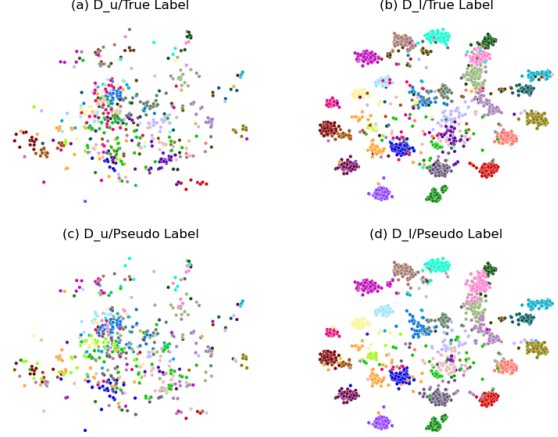 (a) D_u/True Label
(b) D_l/True Label
(c) D_u/Pseudo Label
(d) D_l/Pseudo Label